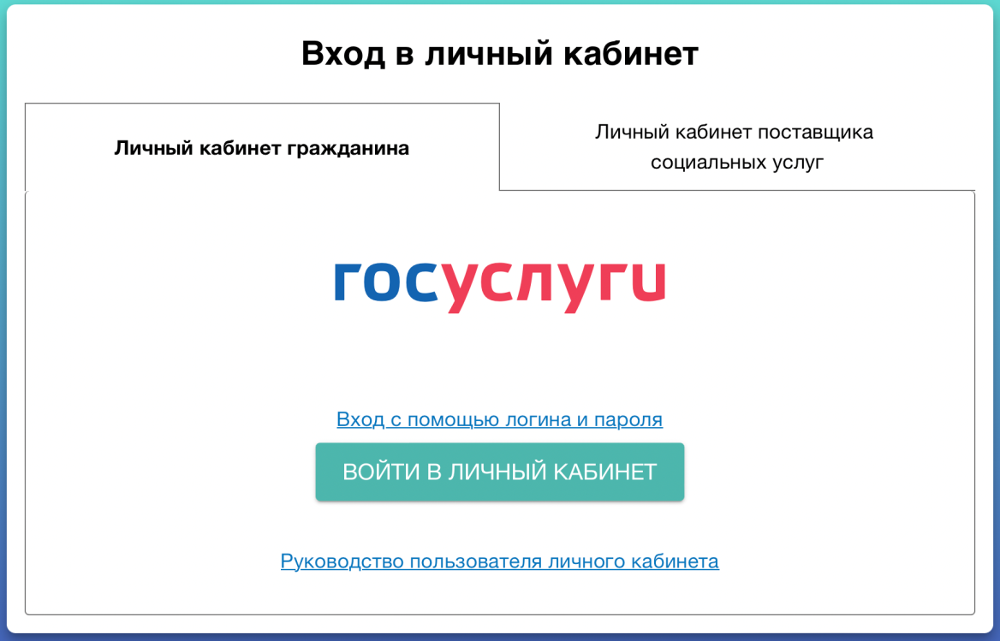 Вход в личный кабинет
Личный кабинет гражданина
Личный кабинет поставщика
социальных услуг
госуслуги
Вход с помощью логина и пароля
ВОЙТИ В ЛИЧНЫЙ КАБИНЕТ
Руководство пользователя личного кабинета